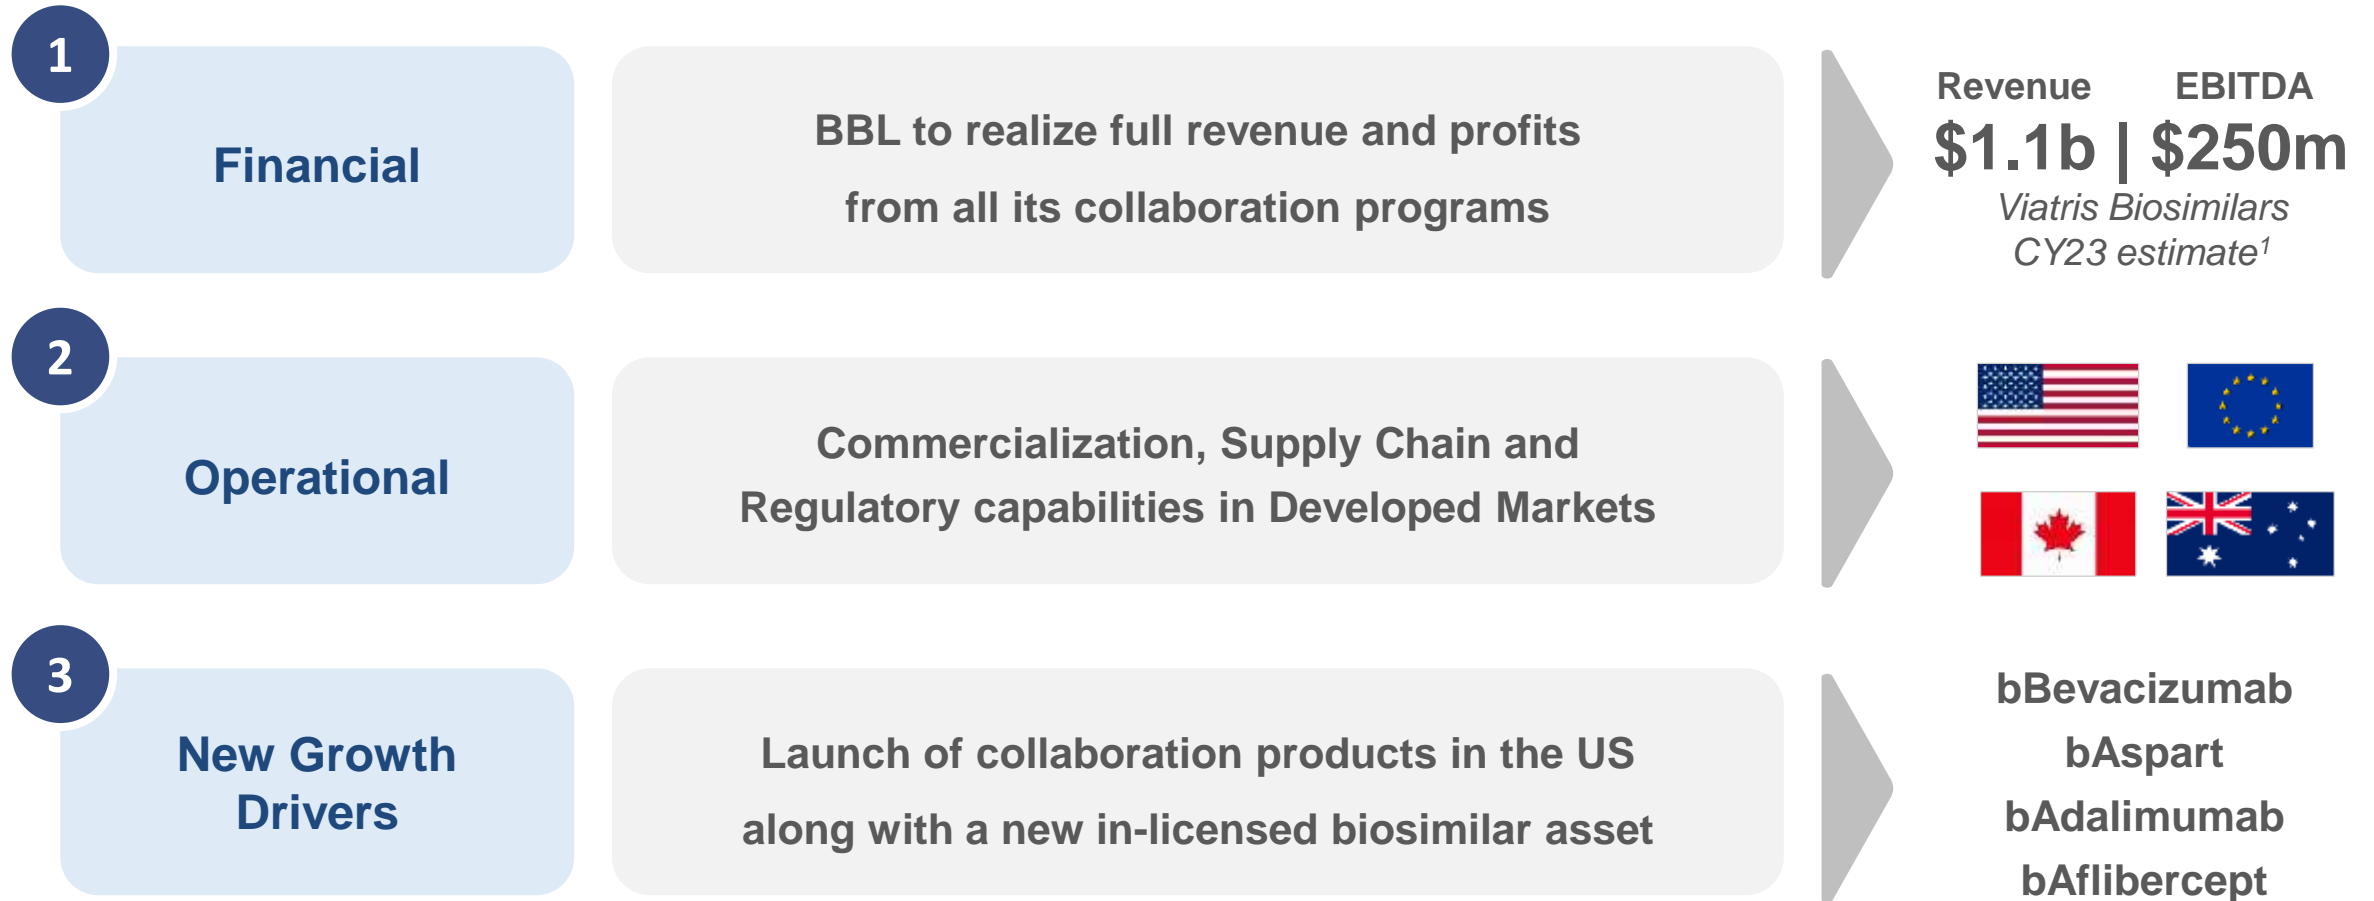 1
Financial
BBL to realize full revenue and profits
from all its collaboration programs
Revenue EBITDA
$1.1b | $250m
Viatris Biosimilars
CY23 estimate¹
2
Operational
Commercialization, Supply Chain and
Regulatory capabilities in Developed Markets
3
New Growth
Drivers
Launch of collaboration products in the US
along with a new in-licensed biosimilar asset
bBevacizumab
bAspart
bAdalimumab
bAflibercept